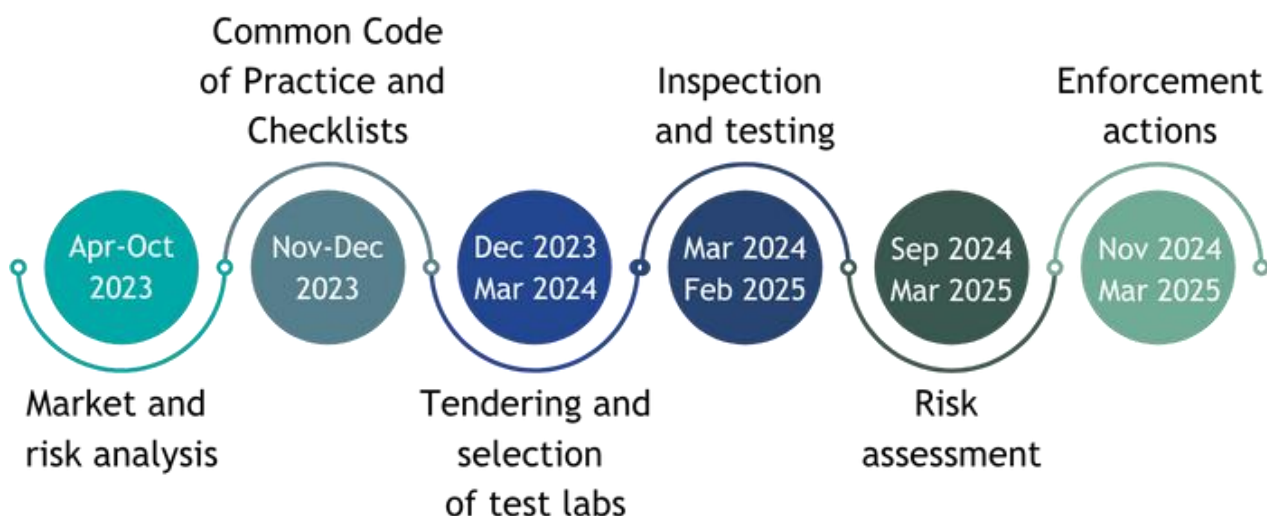 Common Code
of Practice and
Checklists
Inspection
and testing
Enforcement
actions
Apr-Oct
2023
Nov-Dec
2023
Dec 2023
Mar 2024
Mar 2024
Feb 2025
Sep 2024
Mar 2025
Nov 2024
Mar 2025
Market and
risk analysis
Tendering and
selection
of test labs
Risk
assessment